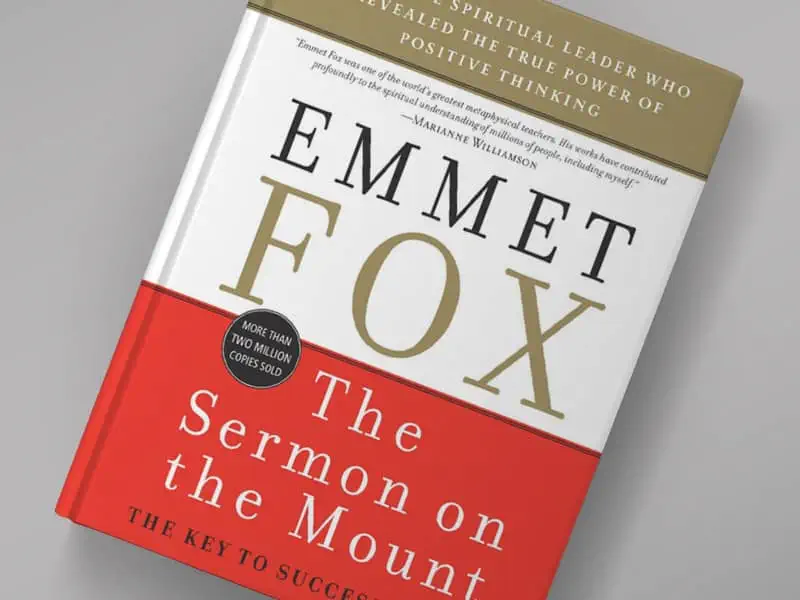 SPIRITUAL LEADER WHO
REVEALED THE TRUE POWER OF
POSITIVE THINKING
"Emmet Fox was one of the world's greatest metaphysical teachers. His works have contributed
profoundly to the spiritual understanding of millions of people, including myself."
—MARIANNE WILLIAMSON
EMMET
FOX
MORE THAN
TWO MILLION
COPIES SOLD
The
Sermon on
the Mount
THE KEY TO SUCCESS